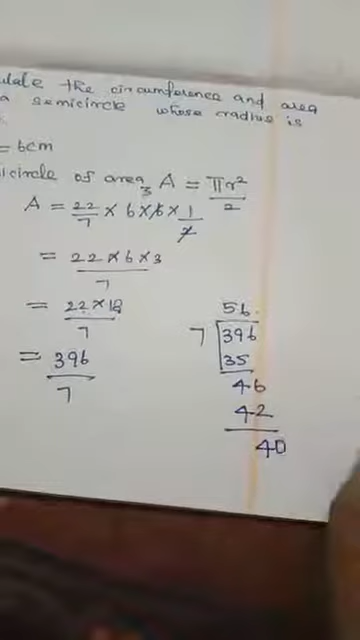 the circumference and area
a semicircle whose radius is
= 6cm
circle of area A = πr²/2
A = 22/7 × 6 × 6 × 1/2
3
= 22 × 6 × 3 / 7
= 22 × 18 / 7
= 396 / 7
56.
7 396
35
46
42
40